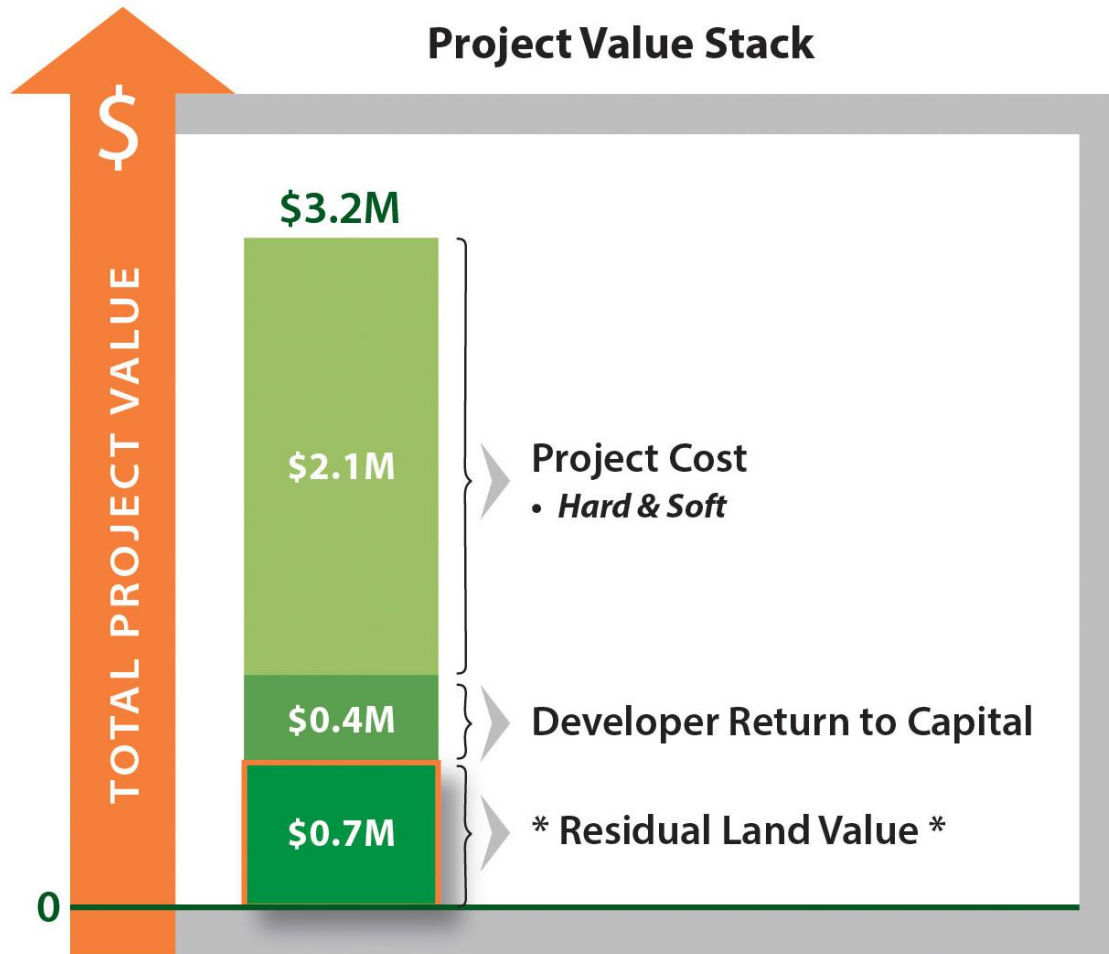 Project Value Stack
$
TOTAL PROJECT VALUE
$3.2M
$2.1M
Project Cost
• Hard & Soft
$0.4M
Developer Return to Capital
$0.7M
* Residual Land Value *
0